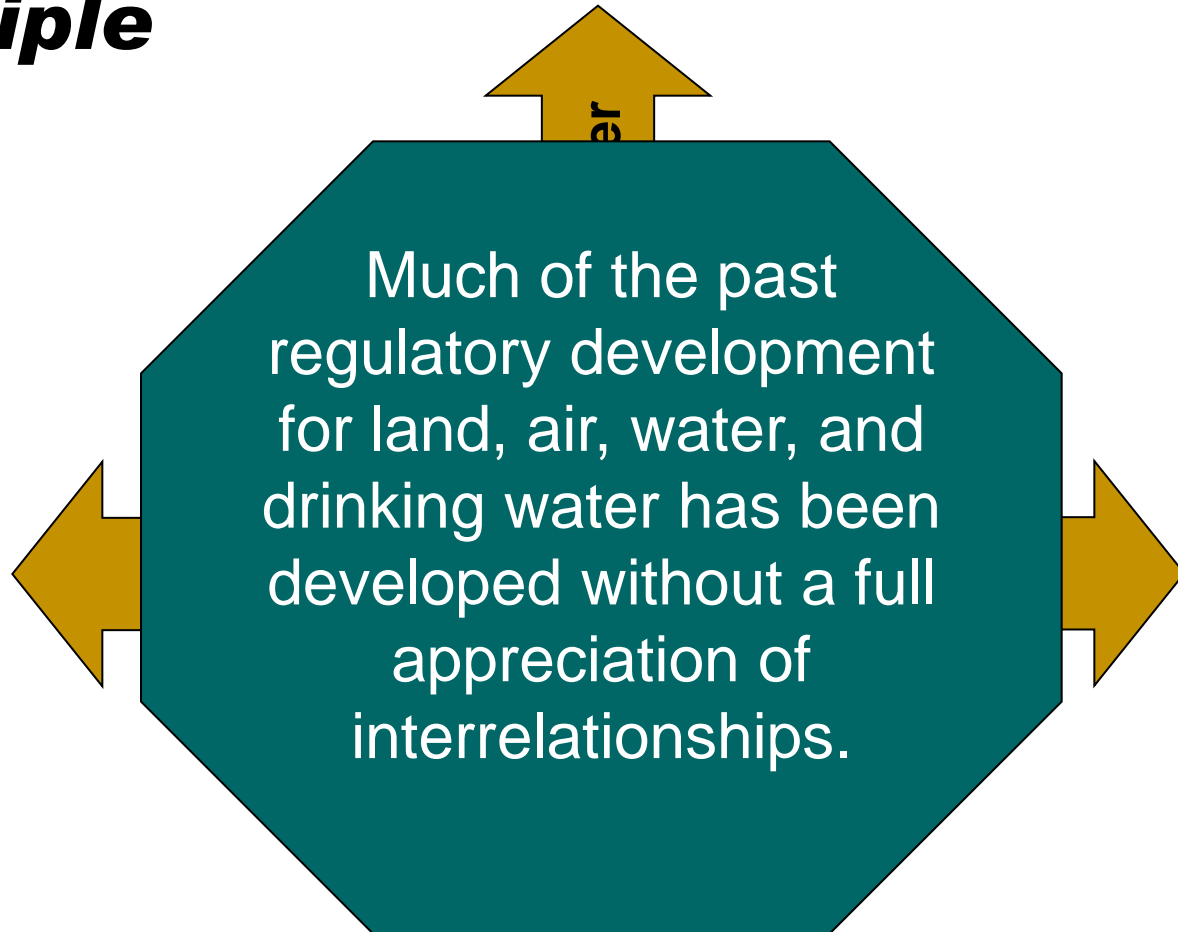 Much of the past
regulatory development
for land, air, water, and
drinking water has been
developed without a full
appreciation of
interrelationships.